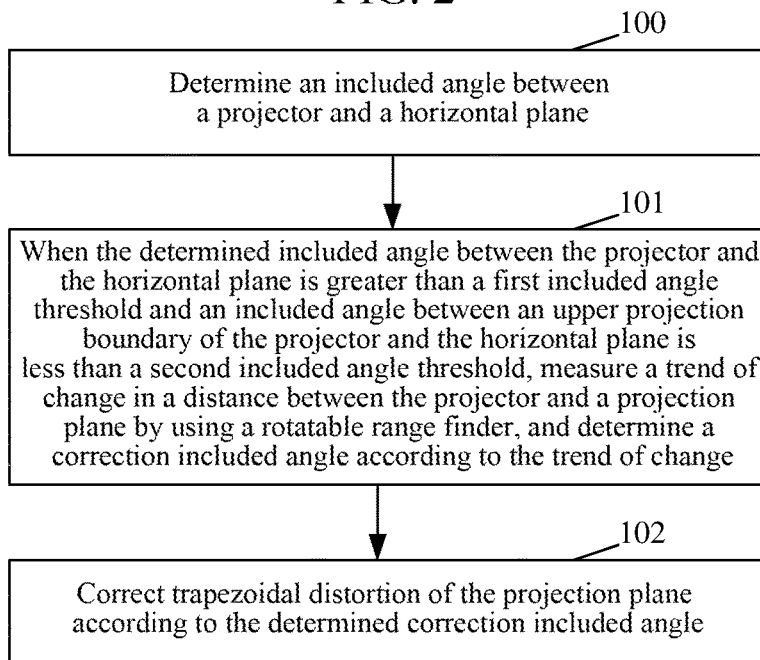 FIG. 2
100
Determine an included angle between
a projector and a horizontal plane
101
When the determined included angle between the projector and
the horizontal plane is greater than a first included angle
threshold and an included angle between an upper projection
boundary of the projector and the horizontal plane is
less than a second included angle threshold, measure a trend of
change in a distance between the projector and a projection
plane by using a rotatable range finder, and determine a
correction included angle according to the trend of change
102
Correct trapezoidal distortion of the projection plane
according to the determined correction included angle